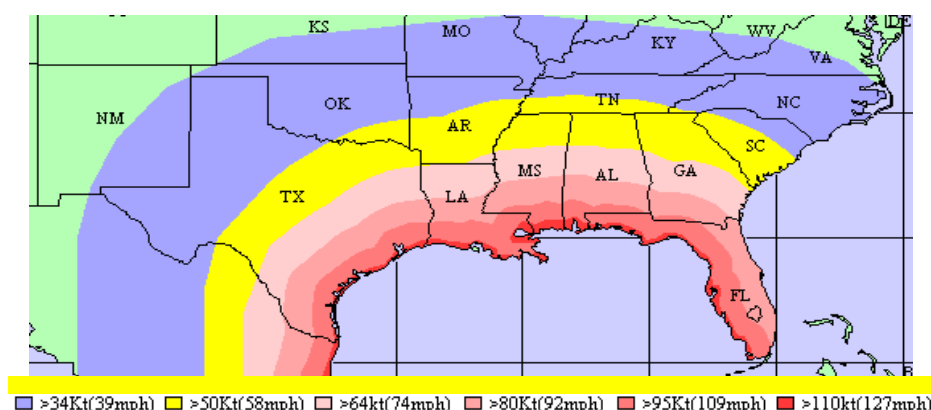 KS MO WV DE
KY VA
NM OK TN NC
AR SC
TX LA MS AL GA
FL
B
>34Kt(39mph) >50Kt(58mph) >64kt(74mph) >80Kt(92mph) >95Kt(109mph) >110kt(127mph)